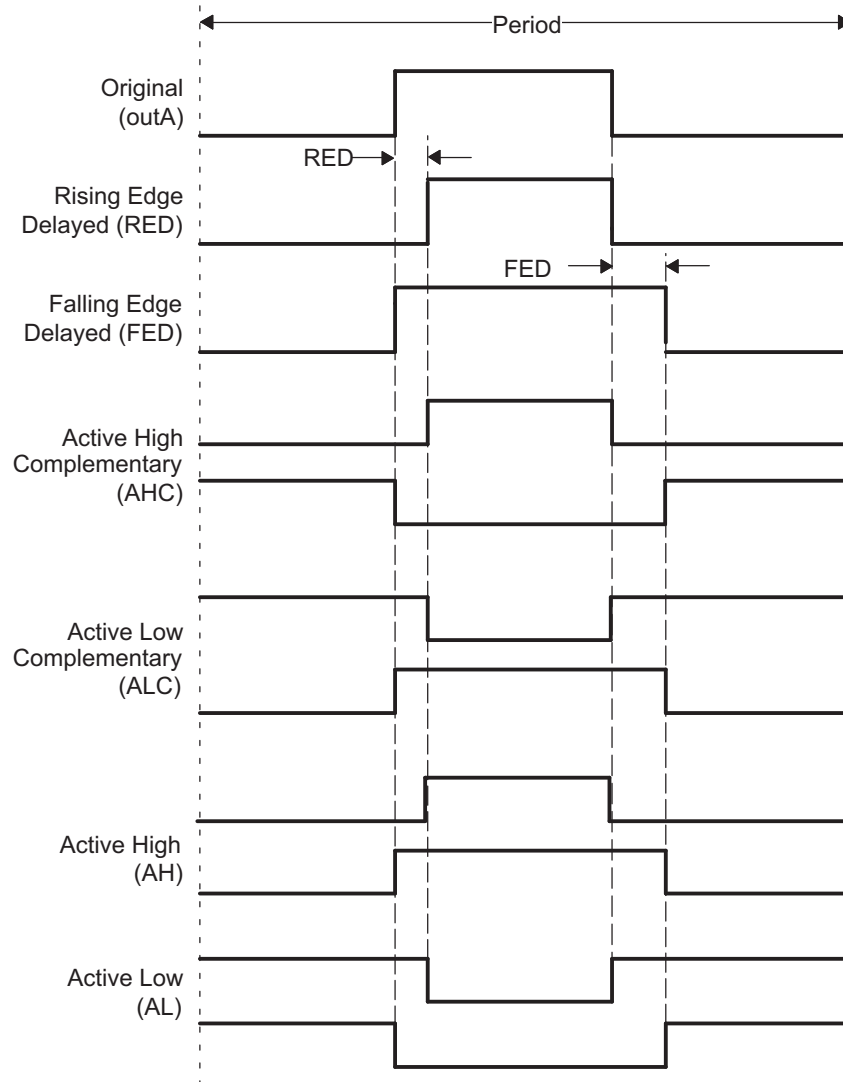 Period
Original
(outA)
RED
Rising Edge
Delayed (RED)
FED
Falling Edge
Delayed (FED)
Active High
Complementary
(AHC)
Active Low
Complementary
(ALC)
Active High
(AH)
Active Low
(AL)